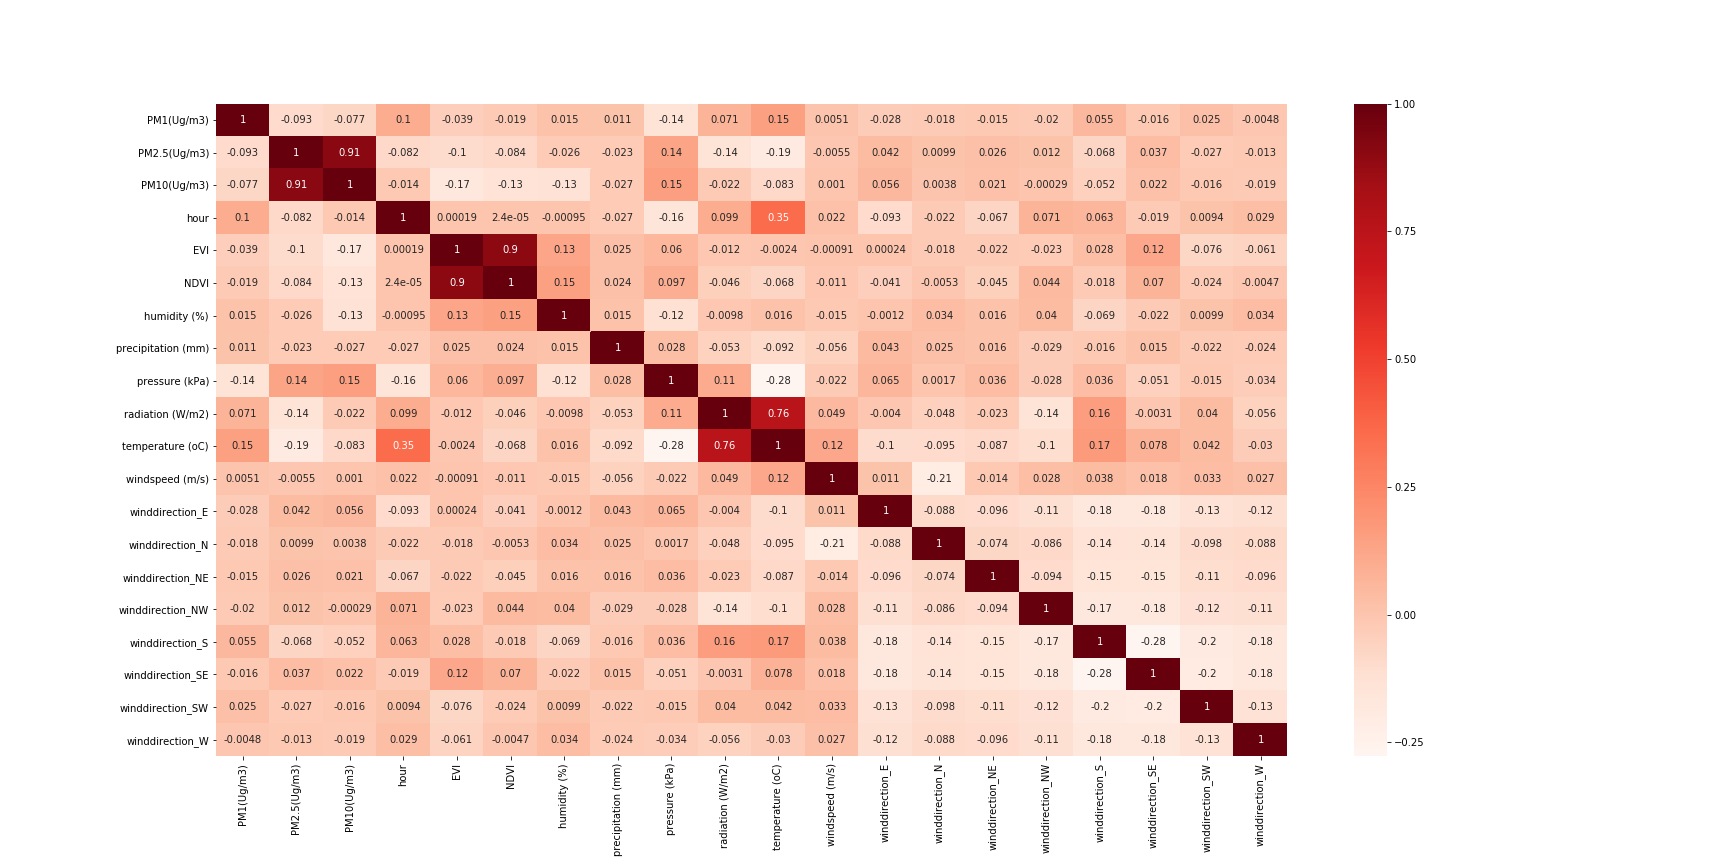 PM1(Ug/m3) 1 -0.093 -0.077 0.1 -0.039 -0.019 0.015 0.011 -0.14 0.071 0.15 0.0051 -0.028 -0.018 -0.015 -0.02 0.055 -0.016 0.025 -0.0048
PM2.5(Ug/m3) -0.093 1 0.91 -0.082 -0.1 -0.084 -0.026 -0.023 0.14 -0.14 -0.19 -0.0055 0.042 0.0099 0.026 0.012 -0.068 0.037 -0.027 -0.013
PM10(Ug/m3) -0.077 0.91 1 -0.014 -0.17 -0.13 -0.13 -0.027 0.15 -0.022 -0.083 0.001 0.056 0.0038 0.021 -0.00029 -0.052 0.022 -0.016 -0.019
hour 0.1 -0.082 -0.014 1 0.00019 2.4e-05 -0.00095 -0.027 -0.16 0.099 0.35 0.022 -0.093 -0.022 -0.067 0.071 0.063 -0.019 0.0094 0.029
EVI -0.039 -0.1 -0.17 0.00019 1 0.9 0.13 0.025 0.06 -0.012 -0.0024 -0.00091 0.00024 -0.018 -0.022 -0.023 0.028 0.12 -0.076 -0.061
NDVI -0.019 -0.084 -0.13 2.4e-05 0.9 1 0.15 0.024 0.097 -0.046 -0.068 -0.011 -0.041 -0.0053 -0.045 0.044 -0.018 0.07 -0.024 -0.0047
humidity (%) 0.015 -0.026 -0.13 -0.00095 0.13 0.15 1 0.015 -0.12 -0.0098 0.016 -0.015 -0.0012 0.034 0.016 0.04 -0.069 -0.022 0.0099 0.034
precipitation (mm) 0.011 -0.023 -0.027 -0.027 0.025 0.024 0.015 1 0.028 -0.053 -0.092 -0.056 0.043 0.025 0.016 -0.029 -0.016 0.015 -0.022 -0.024
pressure (kPa) -0.14 0.14 0.15 -0.16 0.06 0.097 -0.12 0.028 1 0.11 -0.28 -0.022 0.065 0.0017 0.036 -0.028 0.036 -0.051 -0.015 -0.034
radiation (W/m2) 0.071 -0.14 -0.022 0.099 -0.012 -0.046 -0.0098 -0.053 0.11 1 0.76 0.049 -0.004 -0.048 -0.023 -0.14 0.16 -0.0031 0.04 -0.056
temperature (oC) 0.15 -0.19 -0.083 0.35 -0.0024 -0.068 0.016 -0.092 -0.28 0.76 1 0.12 -0.1 -0.095 -0.087 -0.1 0.17 0.078 0.042 -0.03
windspeed (m/s) 0.0051 -0.0055 0.001 0.022 -0.00091 -0.011 -0.015 -0.056 -0.022 0.049 0.12 1 0.011 -0.21 -0.014 0.028 0.038 0.018 0.033 0.027
winddirection_E -0.028 0.042 0.056 -0.093 0.00024 -0.041 -0.0012 0.043 0.065 -0.004 -0.1 0.011 1 -0.088 -0.096 -0.11 -0.18 -0.18 -0.13 -0.12
winddirection_N -0.018 0.0099 0.0038 -0.022 -0.018 -0.0053 0.034 0.025 0.0017 -0.048 -0.095 -0.21 -0.088 1 -0.074 -0.086 -0.14 -0.14 -0.098 -0.088
winddirection_NE -0.015 0.026 0.021 -0.067 -0.022 -0.045 0.016 0.016 0.036 -0.023 -0.087 -0.014 -0.096 -0.074 1 -0.094 -0.15 -0.15 -0.11 -0.096
winddirection_NW -0.02 0.012 -0.00029 0.071 -0.023 0.044 0.04 -0.029 -0.028 -0.14 -0.1 0.028 -0.11 -0.086 -0.094 1 -0.17 -0.18 -0.12 -0.11
winddirection_S 0.055 -0.068 -0.052 0.063 0.028 -0.018 -0.069 -0.016 0.036 0.16 0.17 0.038 -0.18 -0.14 -0.15 -0.17 1 -0.28 -0.2 -0.18
winddirection_SE -0.016 0.037 0.022 -0.019 0.12 0.07 -0.022 0.015 -0.051 -0.0031 0.078 0.018 -0.18 -0.14 -0.15 -0.18 -0.28 1 -0.2 -0.18
winddirection_SW 0.025 -0.027 -0.016 0.0094 -0.076 -0.024 0.0099 -0.022 -0.015 0.04 0.042 0.033 -0.13 -0.098 -0.11 -0.12 -0.2 -0.2 1 -0.13
winddirection_W -0.0048 -0.013 -0.019 0.029 -0.061 -0.0047 0.034 -0.024 -0.034 -0.056 -0.03 0.027 -0.12 -0.088 -0.096 -0.11 -0.18 -0.18 -0.13 1
PM1(Ug/m3)
PM2.5(Ug/m3)
PM10(Ug/m3)
hour
EVI
NDVI
humidity (%)
precipitation (mm)
pressure (kPa)
radiation (W/m2)
temperature (oC)
windspeed (m/s)
winddirection_E
winddirection_N
winddirection_NE
winddirection_NW
winddirection_S
winddirection_SE
winddirection_SW
winddirection_W
1.00
0.75
0.50
0.25
0.00
−0.25